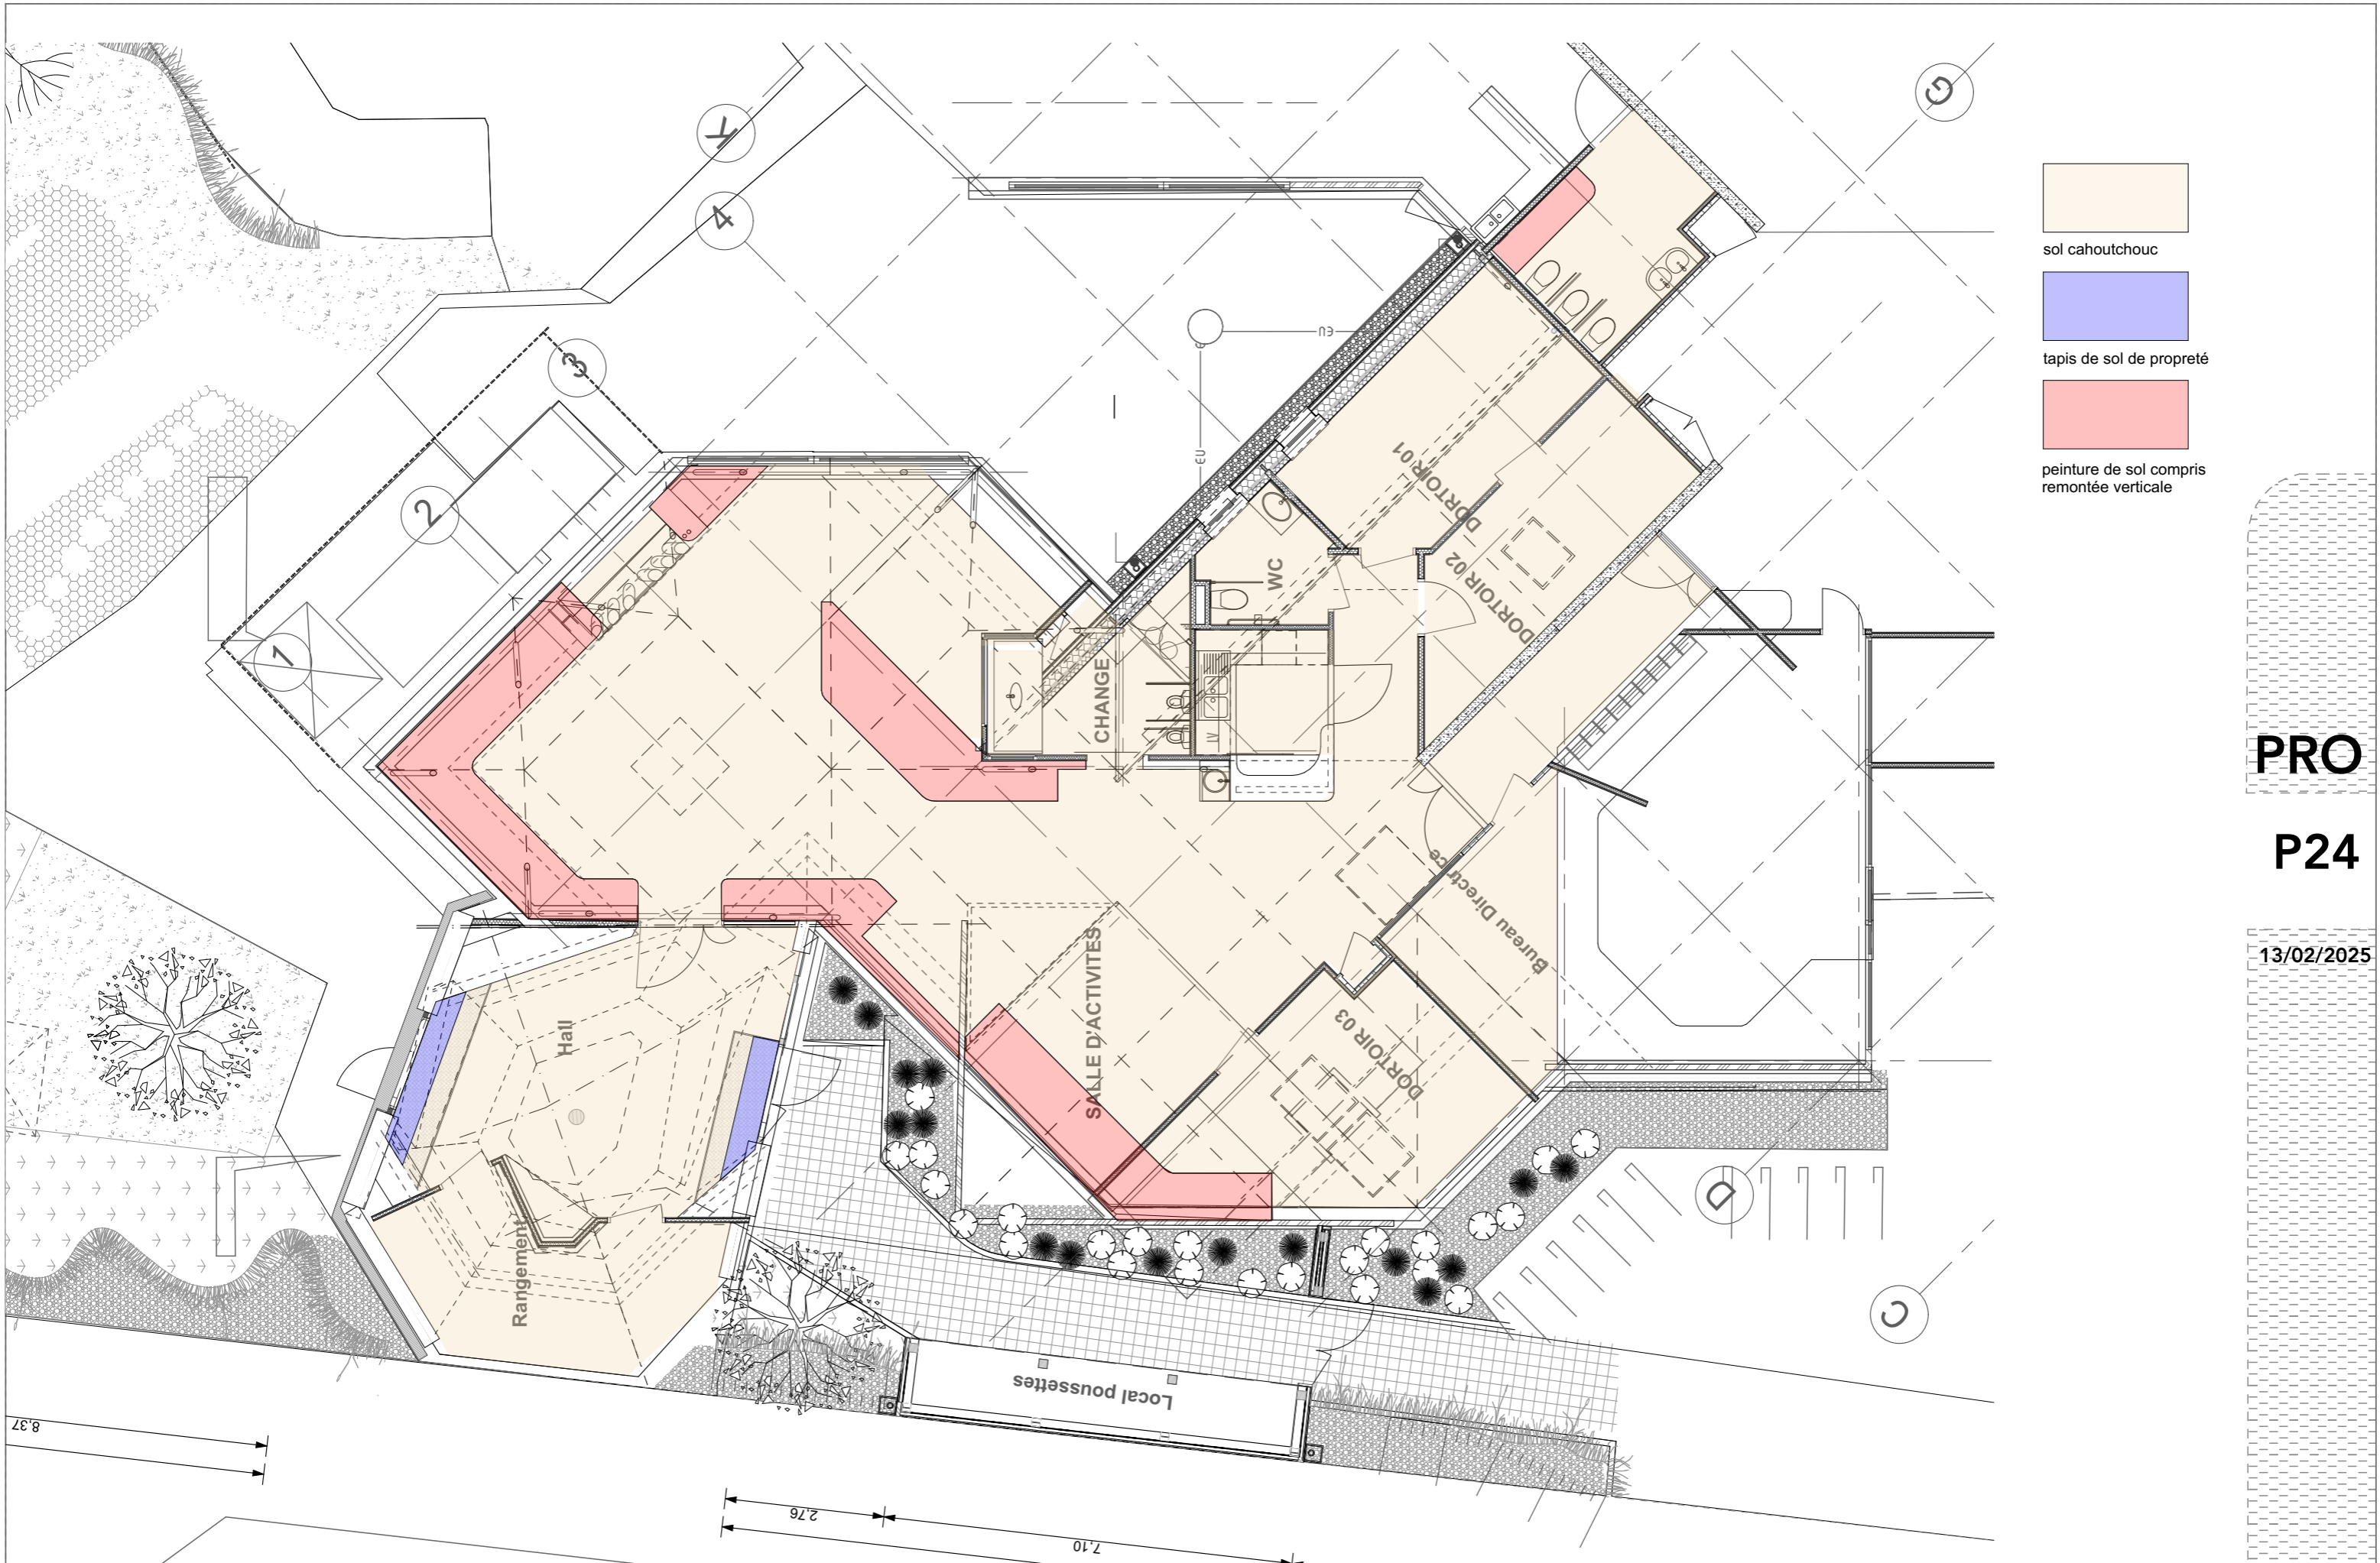 K
G
4
sol cahoutchouc
3
EU
tapis de sol de propreté
EU
DORTOIR 01
peinture de sol compris
remontée verticale
2
WC
DORTOIR 02
1
CHANGE
LV
PRO
P24
Bureau Directrice
13/02/2025
Hall
SALLE D'ACTIVITES
DORTOIR 03
D
Rangement
C
Local poussettes
8.37
2.76
7.10